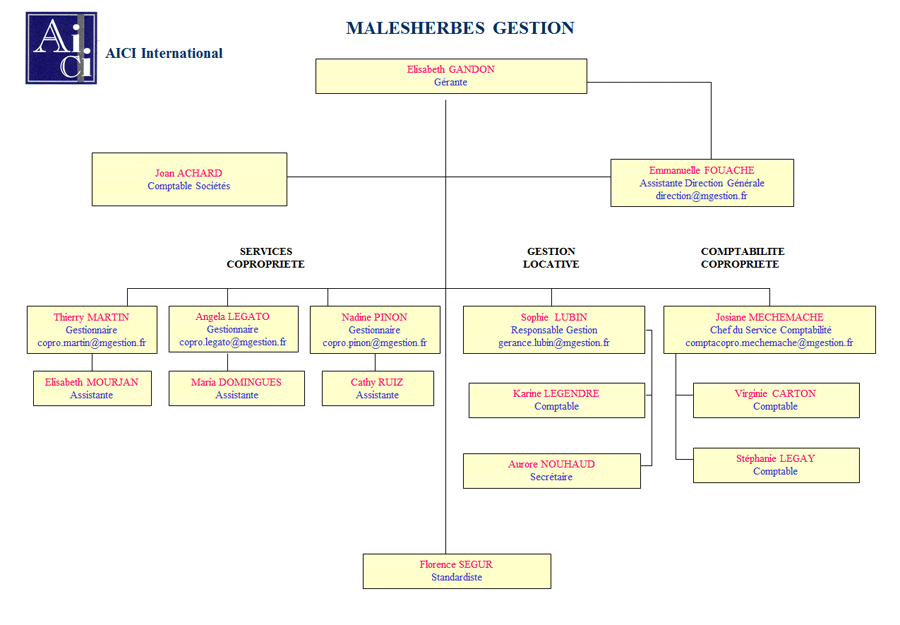 MALESHERBES GESTION
AiCi
AICI International
Elisabeth GANDON
Gérante
Joan ACHARD
Comptable Sociétés
Emmanuelle FOUACHE
Assistante Direction Générale
direction@mgestion.fr
SERVICES
COPROPRIETE
GESTION
LOCATIVE
COMPTABILITE
COPROPRIETE
Thierry MARTIN
Gestionnaire
copro.martin@mgestion.fr
Angela LEGATO
Gestionnaire
copro.legato@mgestion.fr
Nadine PINON
Gestionnaire
copro.pinon@mgestion.fr
Sophie LUBIN
Responsable Gestion
gerance.lubin@mgestion.fr
Josiane MECHEMACHE
Chef du Service Comptabilité
comptacopro.mechemache@mgestion.fr
Elisabeth MOURJAN
Assistante
Maria DOMINGUES
Assistante
Cathy RUIZ
Assistante
Karine LEGENDRE
Comptable
Virginie CARTON
Comptable
Aurore NOUHAUD
Secrétaire
Stéphanie LEGAY
Comptable
Florence SEGUR
Standardiste